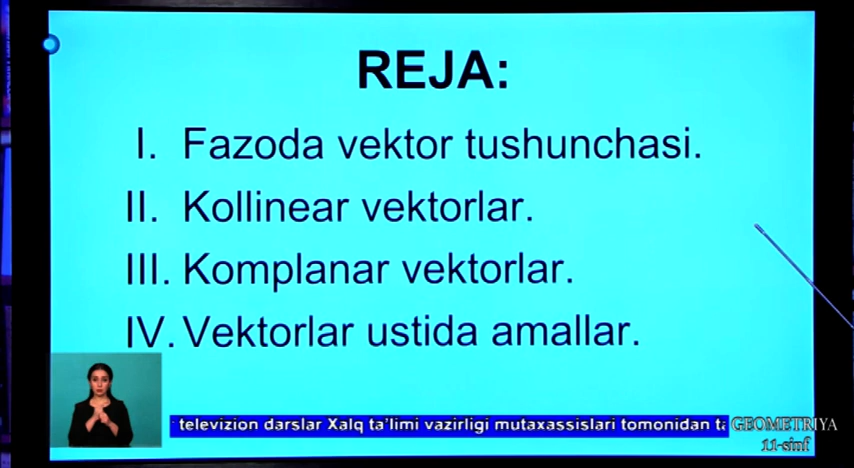 REJA:
I. Fazoda vektor tushunchasi.
II. Kollinear vektorlar.
III. Komplanar vektorlar.
IV. Vektorlar ustida amallar.
televizion darslar Xalq ta'limi vazirligi mutaxassislari tomonidan
GEOMETRIYA
11-sinf